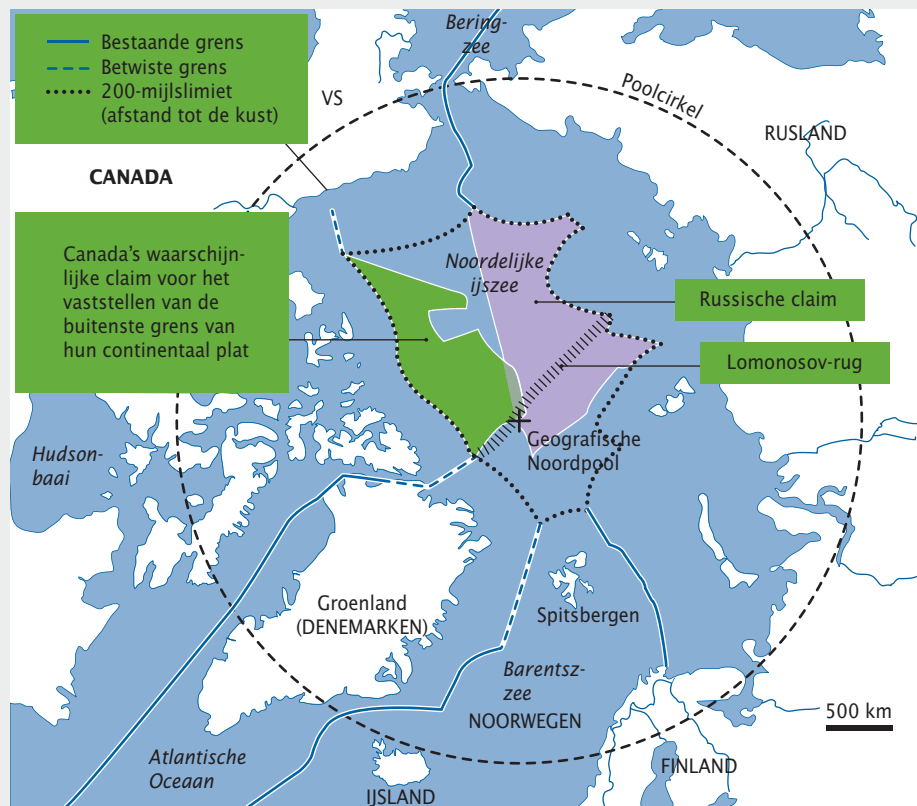 Bestaande grens
Betwiste grens
200-mijlslimiet
(afstand tot de kust)
Bering-
zee
VS
Poolcirkel
RUSLAND
CANADA
Canada's waarschijn-
lijke claim voor het
vaststellen van de
buitenste grens van
hun continentaal plat
Noordelijke
ijszee
Russische claim
Lomonosov-rug
Geografische
Noordpool
Hudson-
baai
Groenland
(DENEMARKEN)
Spitsbergen
Barentsz-
zee
NOORWEGEN
500 km
Atlantische
Oceaan
IJSLAND
FINLAND